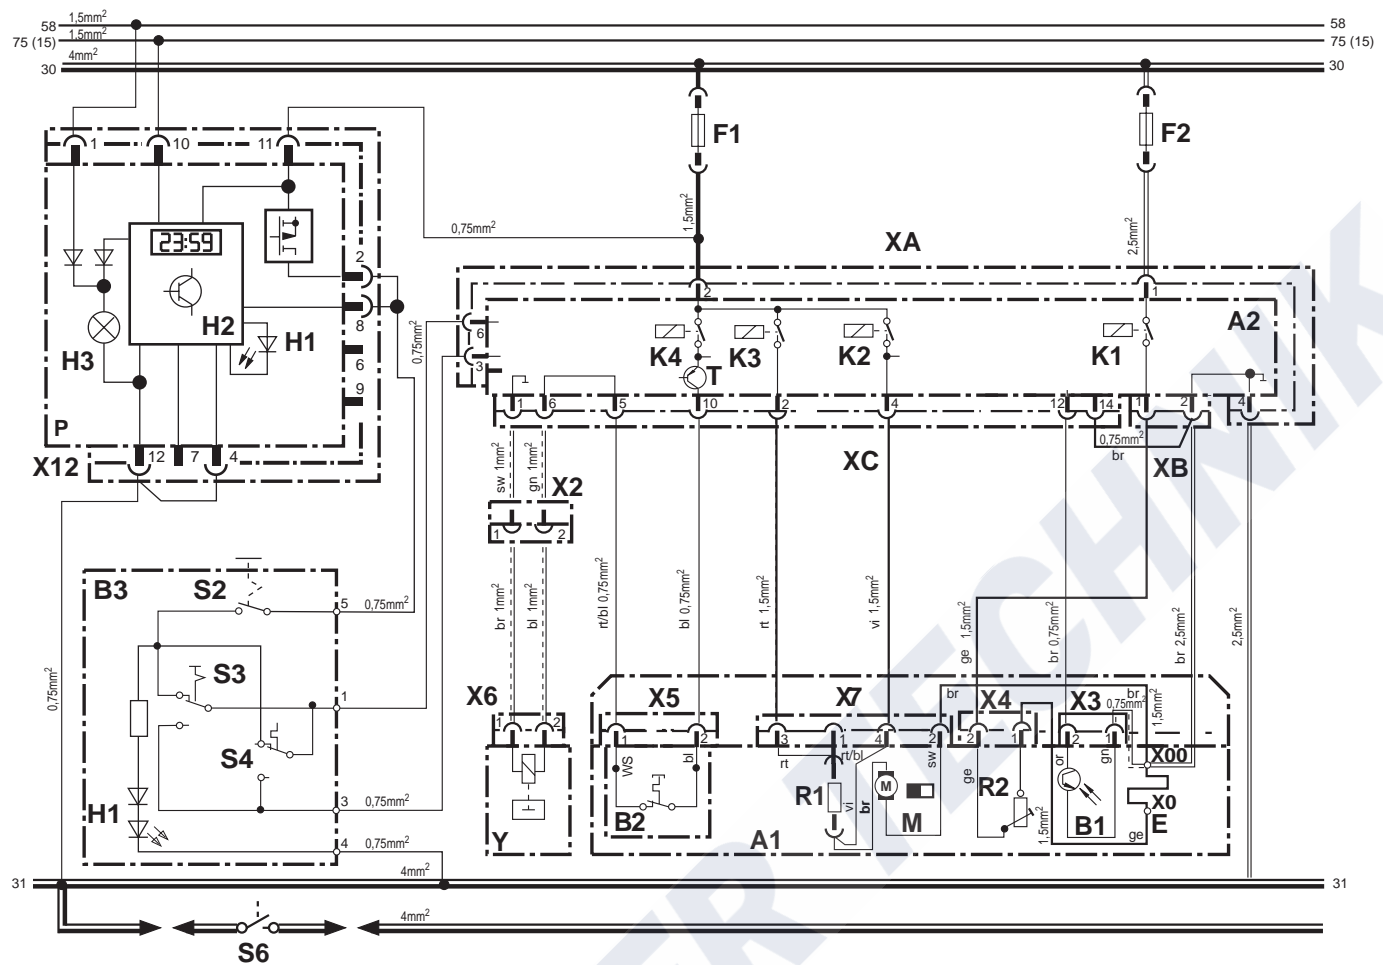 1,5mm²
58 58
1,5mm²
75 (15) 75 (15)
4mm²
30 30
F1 F2
1 10 11
0,75mm² 1,5mm² 2,5mm²
XA
23:59
2
8
6
9
H2 H1
H3
P
X12
12 7 4
0,75mm²
2 1
6
3
K4 K3 K2 K1 A2
T
1 6 5 10 2 4 12 14 1 2 4
0,75mm²
br
XC XB
sw 1mm² gn 1mm²
X2
1 2
B3 S2
5 0,75mm²
S3
1
S4
H1
3 0,75mm²
4 0,75mm²
0,75mm²
br 1mm² bl 1mm² rt/bl 0,75mm² bl 0,75mm² rt 1,5mm² vi 1,5mm² ge 1,5mm² br 0,75mm² br 2,5mm² 2,5mm²
X6 X5 X7 br X4 X3 br
0,75mm² 1,5mm²
1 2 1 2 3 1 4 2 2 1 2 1
WS bl rt rt/bl sw ge or gn
X00
X0
E
R1 vi br M M R2 1,5mm² B1 ge
Y B2 A1
4mm²
31 31
4mm²
S6
ER TECHNIK